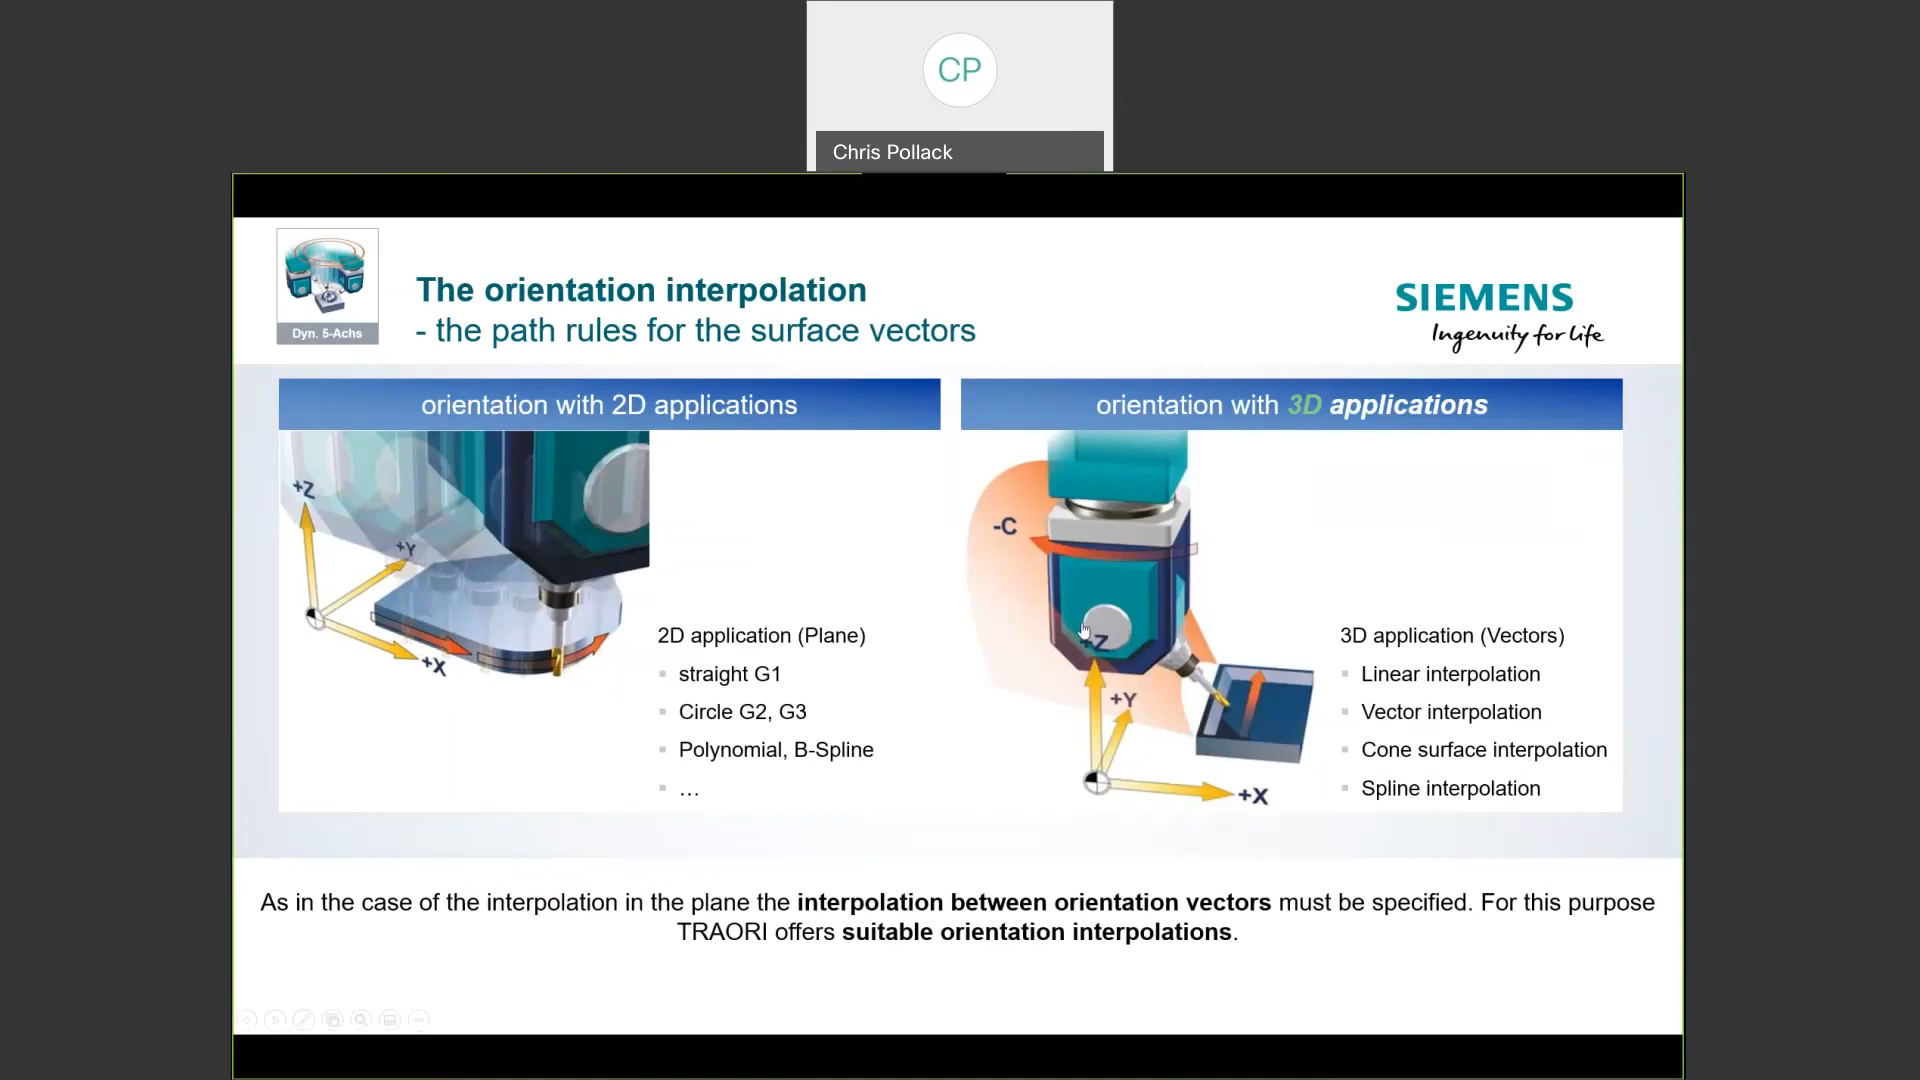 CP
Chris Pollack
Dyn. 5-Achs
The orientation interpolation
- the path rules for the surface vectors
SIEMENS
Ingenuity for life
orientation with 2D applications
+Z
+Y
+X
2D application (Plane)
straight G1
Circle G2, G3
Polynomial, B-Spline
…
orientation with 3D applications
-C
+Z
+Y
+X
3D application (Vectors)
Linear interpolation
Vector interpolation
Cone surface interpolation
Spline interpolation
As in the case of the interpolation in the plane the interpolation between orientation vectors must be specified. For this purpose
TRAORI offers suitable orientation interpolations.